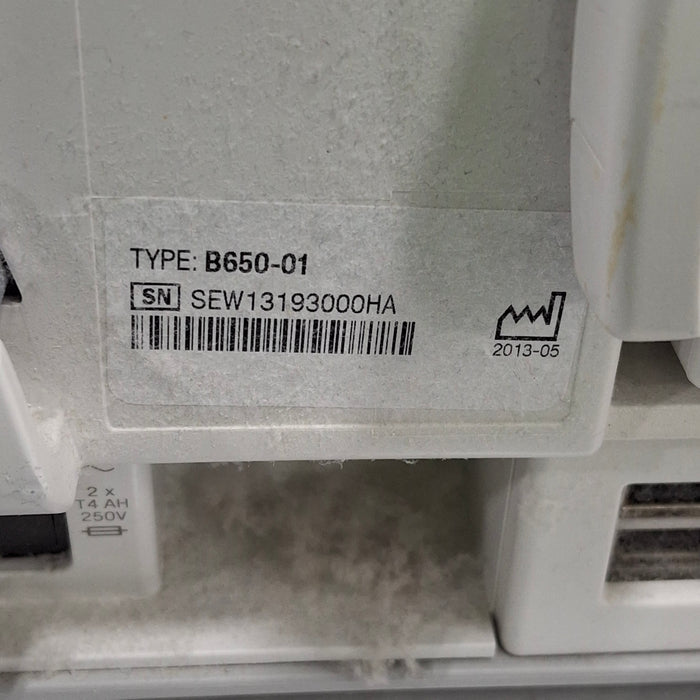 TYPE: B650-01
SN SEW13193000HA
2013-05
2 x
T4 AH
250V